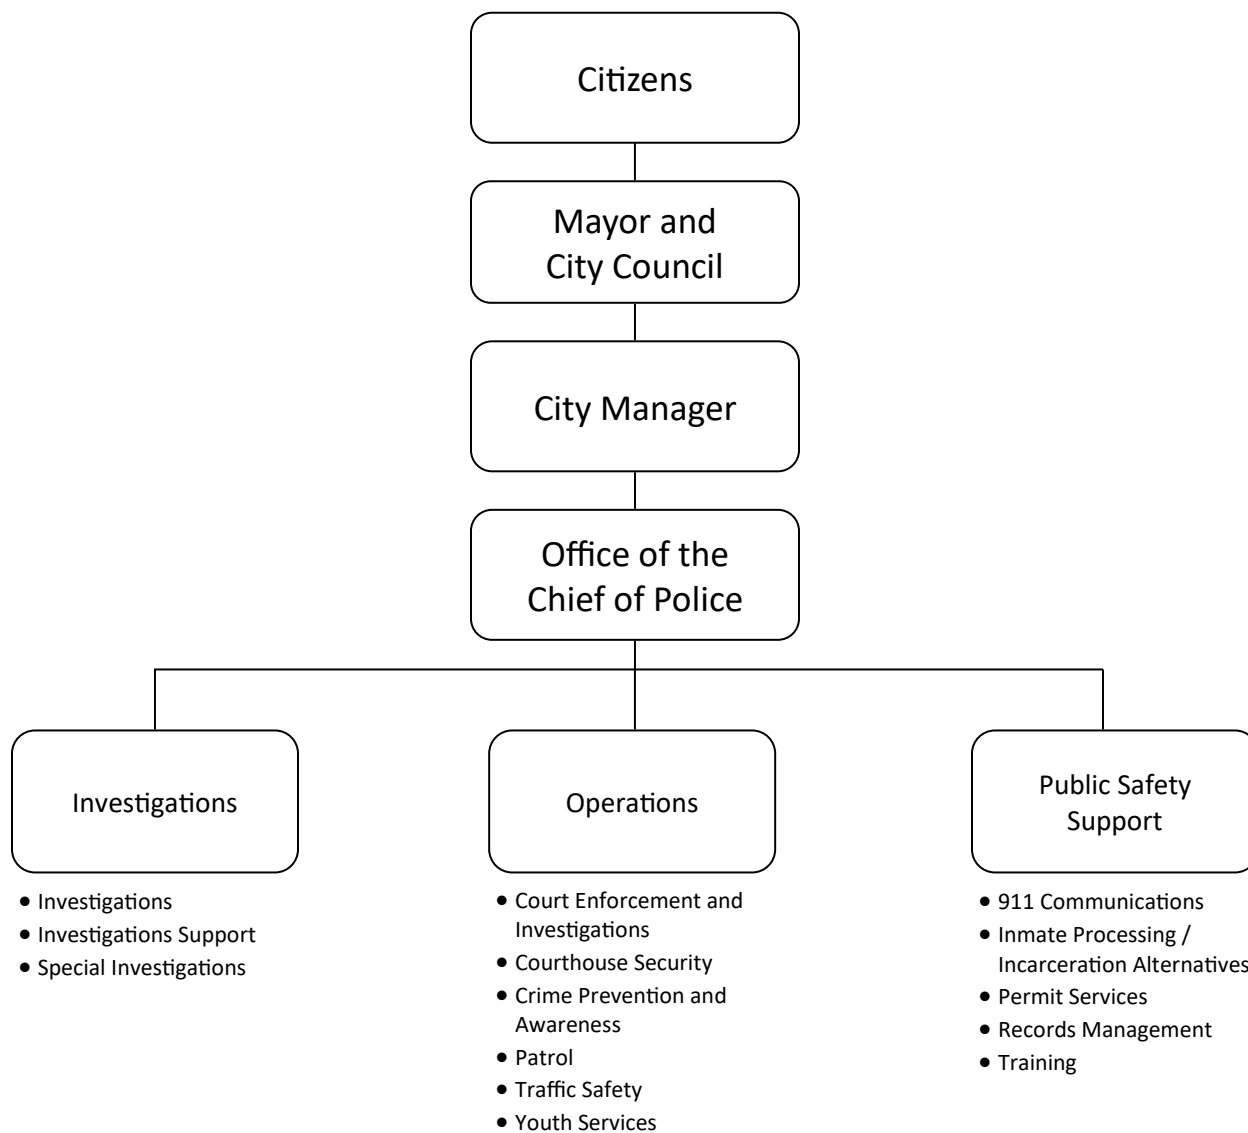 Citizens
Mayor and
City Council
City Manager
Office of the
Chief of Police
Investigations
• Investigations
• Investigations Support
• Special Investigations
Operations
• Court Enforcement and
Investigations
• Courthouse Security
• Crime Prevention and
Awareness
• Patrol
• Traffic Safety
• Youth Services
Public Safety
Support
• 911 Communications
• Inmate Processing /
Incarceration Alternatives
• Permit Services
• Records Management
• Training